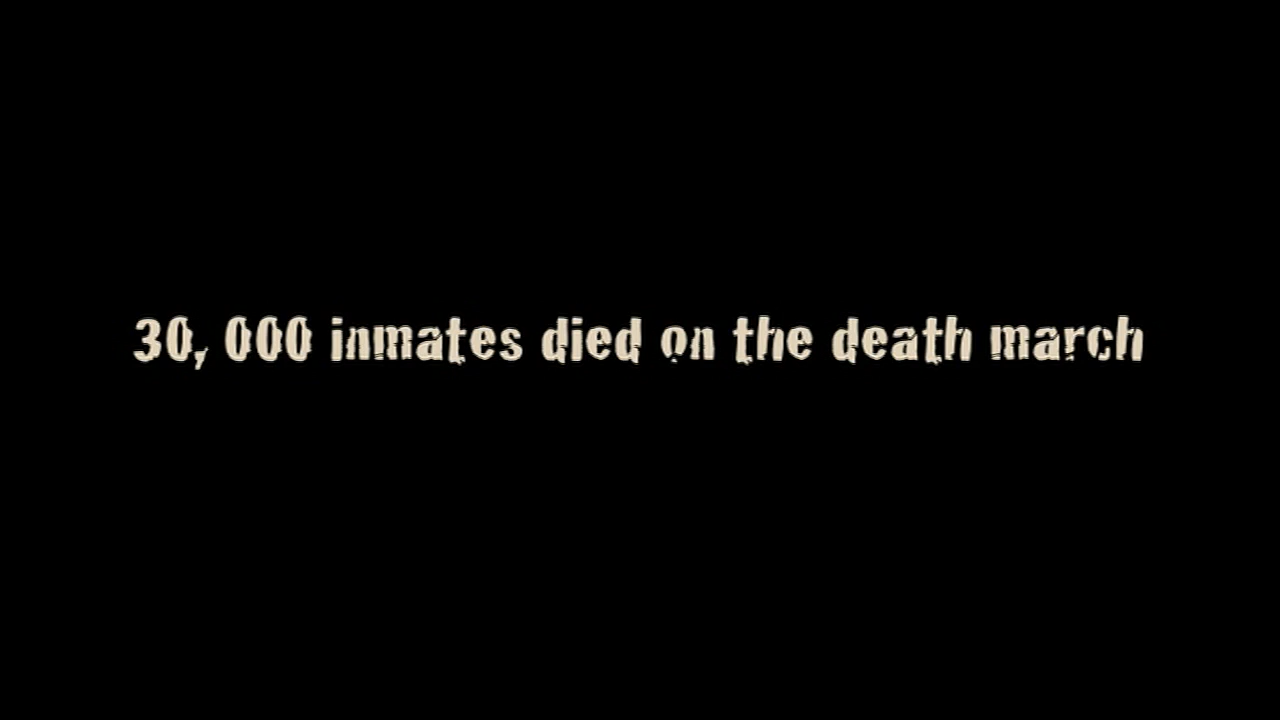 30, 000 inmates died on the death march